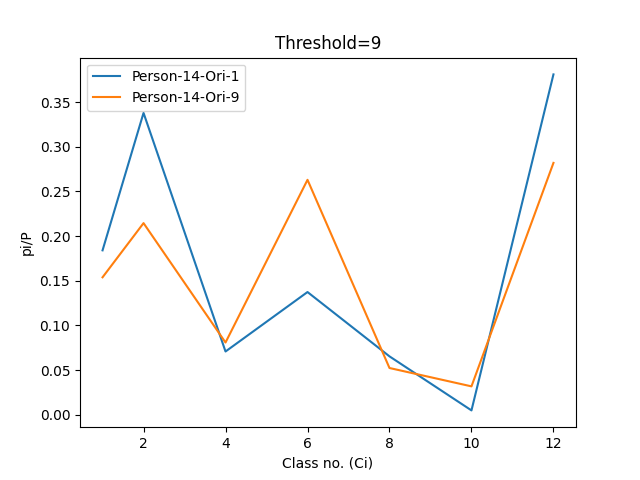 Threshold=9
Person-14-Ori-1
Person-14-Ori-9
0.35
0.30
0.25
0.20
0.15
0.10
0.05
0.00
pi/P
2 4 6 8 10 12
Class no. (Ci)